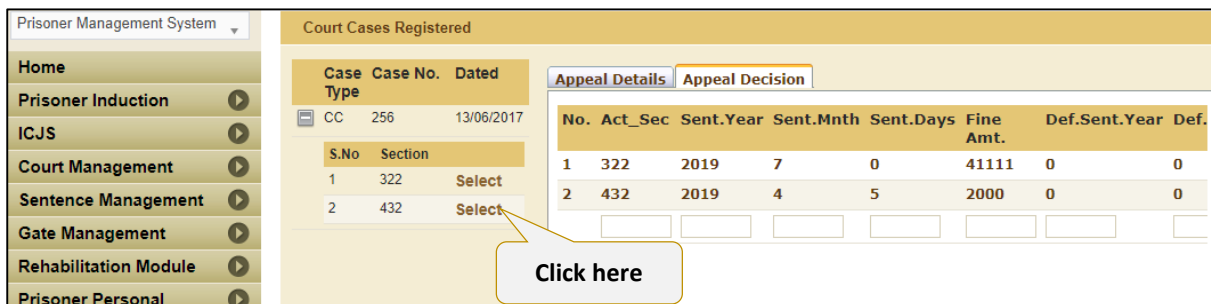 Prisoner Management System
Home
Prisoner Induction
ICJS
Court Management
Sentence Management
Gate Management
Rehabilitation Module
Prisoner Personal
Court Cases Registered
Case Type Case No. Dated
CC 256 13/06/2017
S.No Section
1 322 Select
2 432 Select
Click here
Appeal Details Appeal Decision
No. Act_Sec Sent.Year Sent.Mnth Sent.Days Fine Amt. Def.Sent.Year Def.
1 322 2019 7 0 41111 0 0
2 432 2019 4 5 2000 0 0